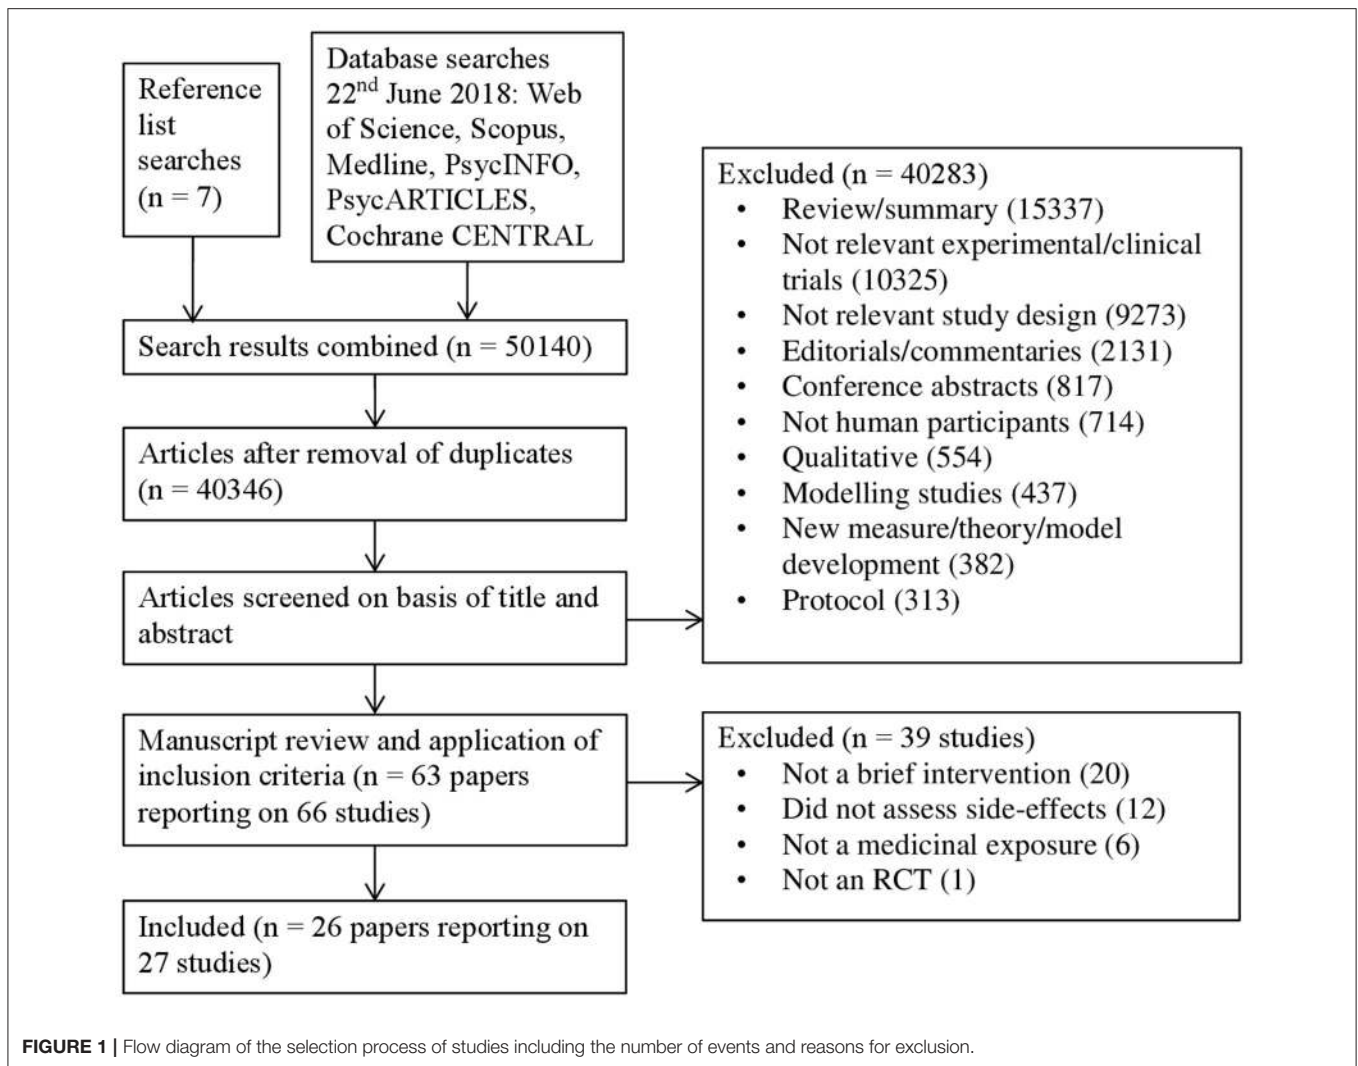 Reference
list
searches
(n = 7)
Database searches
22nd June 2018: Web
of Science, Scopus,
Medline, PsycINFO,
PsycARTICLES,
Cochrane CENTRAL
Search results combined (n = 50140)
Articles after removal of duplicates
(n = 40346)
Articles screened on basis of title and
abstract
Excluded (n = 40283)
• Review/summary (15337)
• Not relevant experimental/clinical
trials (10325)
• Not relevant study design (9273)
• Editorials/commentaries (2131)
• Conference abstracts (817)
• Not human participants (714)
• Qualitative (554)
• Modelling studies (437)
• New measure/theory/model
development (382)
• Protocol (313)
Manuscript review and application of
inclusion criteria (n = 63 papers
reporting on 66 studies)
Excluded (n = 39 studies)
• Not a brief intervention (20)
• Did not assess side-effects (12)
• Not a medicinal exposure (6)
• Not an RCT (1)
Included (n = 26 papers reporting on
27 studies)
FIGURE 1 | Flow diagram of the selection process of studies including the number of events and reasons for exclusion.